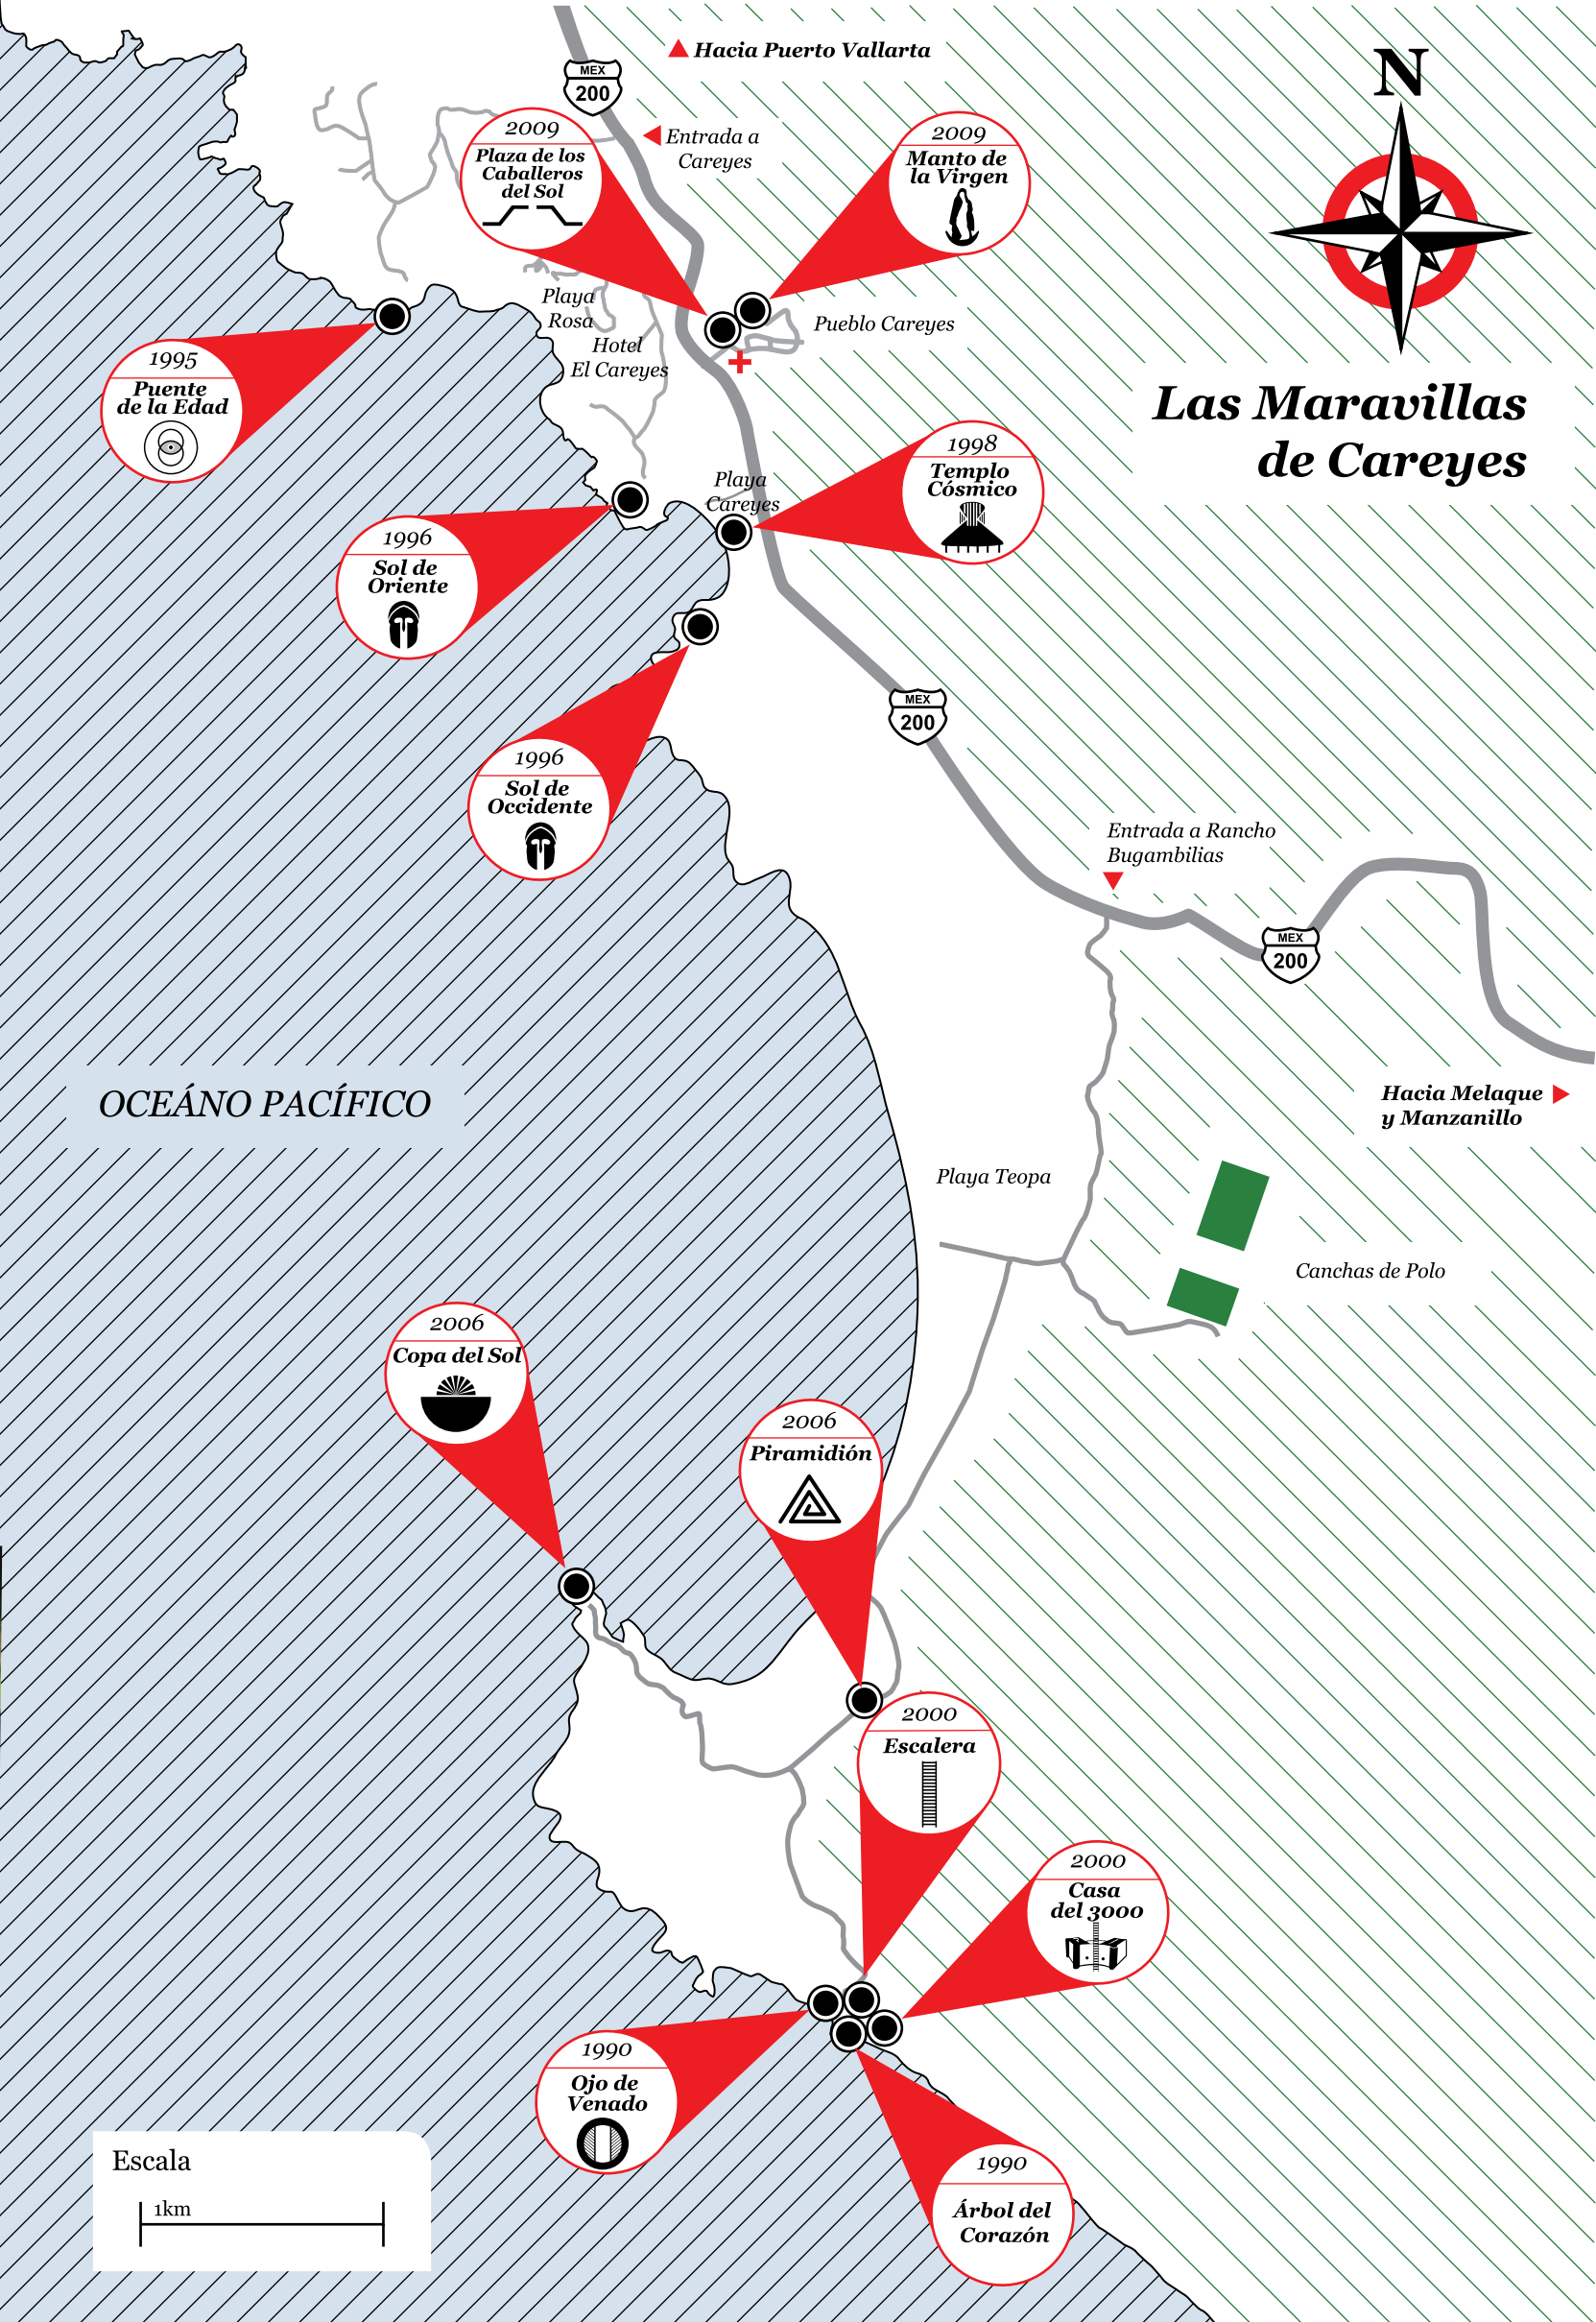 N
Hacia Puerto Vallarta
MEX
200
Entrada a
Careyes
2009
Plaza de los
Caballeros
del Sol
2009
Manto de
la Virgen
Playa
Rosa
Pueblo Careyes
Hotel
El Careyes
1995
Puente
de la Edad
Las Maravillas
de Careyes
1998
Templo
Cósmico
Playa
Careyes
1996
Sol de
Oriente
MEX
200
1996
Sol de
Occidente
Entrada a Rancho
Bugambilias
MEX
200
OCEÁNO PACÍFICO
Hacia Melaque
y Manzanillo
Playa Teopa
Canchas de Polo
2006
Copa del Sol
2006
Piramidión
2000
Escalera
2000
Casa
del 3000
1990
Ojo de
Venado
1990
Árbol del
Corazón
Escala
1km